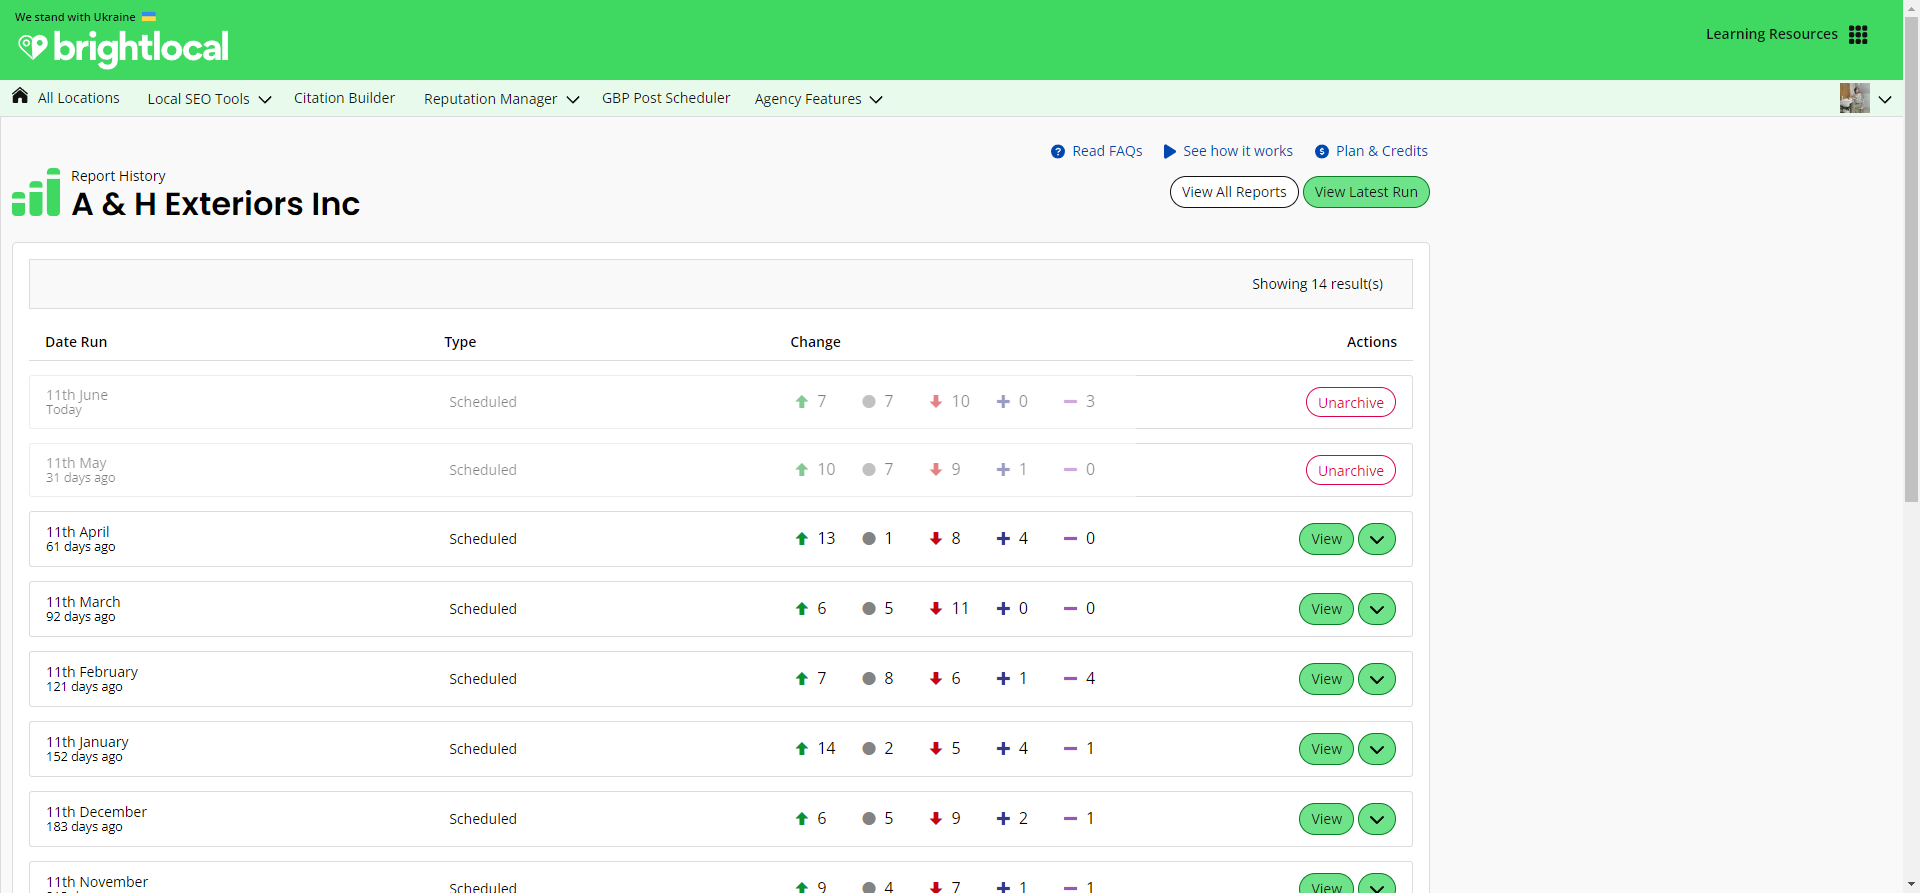 We stand with Ukraine
brightlocal
Learning Resources
All Locations
Local SEO Tools
Citation Builder
Reputation Manager
GBP Post Scheduler
Agency Features
Read FAQs
See how it works
Plan & Credits
Report History
A & H Exteriors Inc
View All Reports
View Latest Run
Showing 14 result(s)
Date Run Type Change Actions
11th June
Today
Scheduled 7 7 10 0 3 Unarchive
11th May
31 days ago
Scheduled 10 7 9 1 0 Unarchive
11th April
61 days ago
Scheduled 13 1 8 4 0 View
11th March
92 days ago
Scheduled 6 5 11 0 0 View
11th February
121 days ago
Scheduled 7 8 6 1 4 View
11th January
152 days ago
Scheduled 14 2 5 4 1 View
11th December
183 days ago
Scheduled 6 5 9 2 1 View
11th November
Scheduled 9 4 7 1 1 View